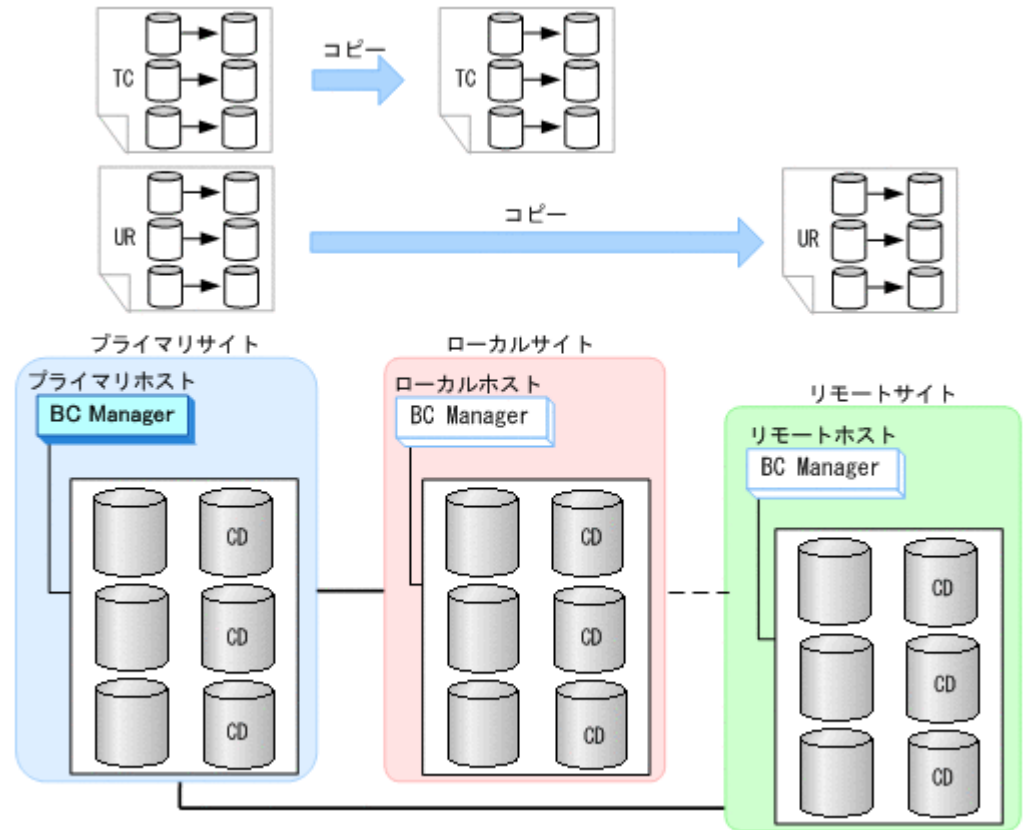 コピー
TC
TC
コピー
UR
UR
プライマリサイト
ローカルサイト
リモートサイト
プライマリホスト
BC Manager
ローカルホスト
BC Manager
リモートホスト
BC Manager
CD
CD
CD
CD
CD
CD
CD
CD
CD